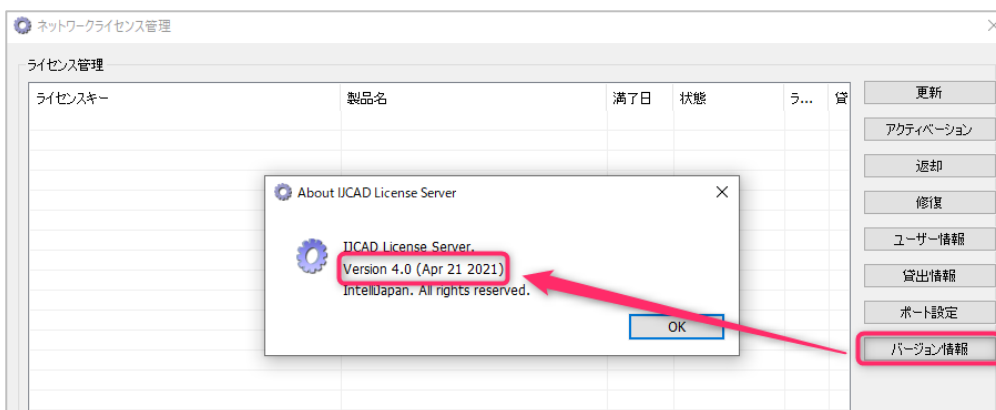 ネットワークライセンス管理
ライセンス管理
ライセンスキー 製品名 満了日 状態 ラ... 貸
更新
アクティベーション
返却
修復
ユーザー情報
貸出情報
ポート設定
バージョン情報
About IJCAD License Server
IJCAD License Server.
Version 4.0 (Apr 21 2021)
IntelliJapan. All rights reserved.
OK